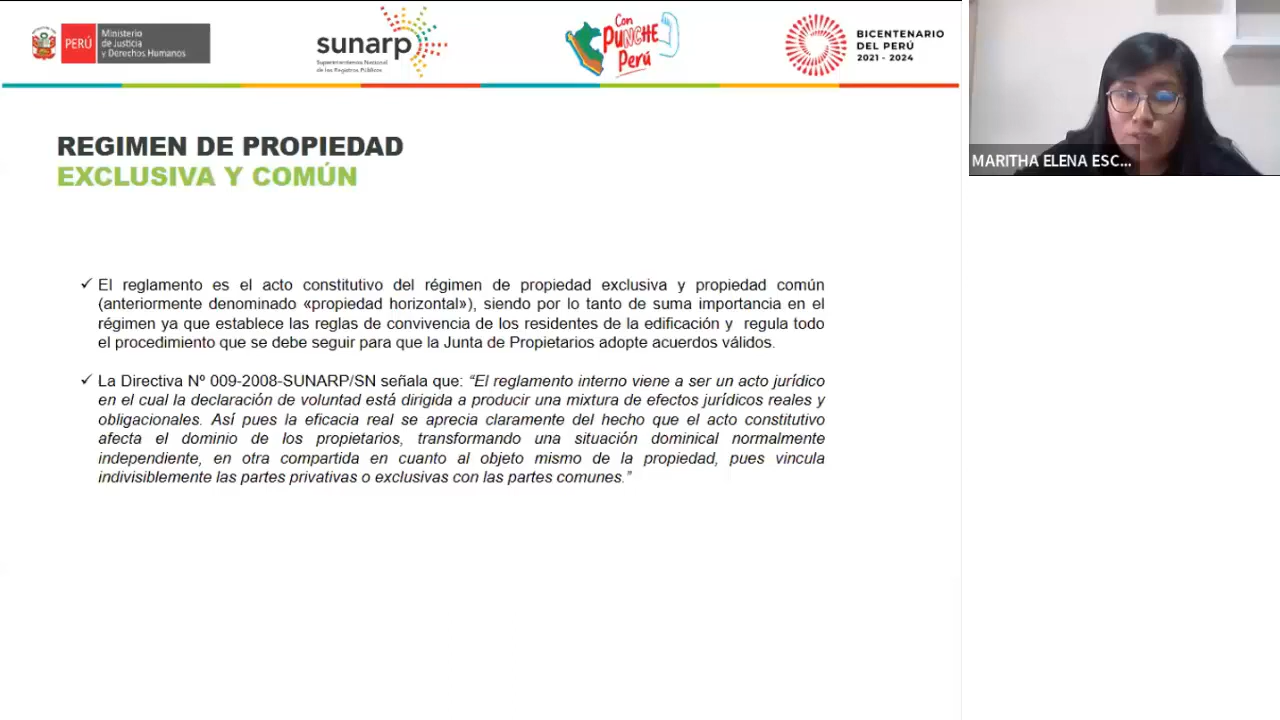 PERÚ
Ministerio
de Justicia
y Derechos Humanos
sunarp
Superintendencia Nacional
de los Registros Públicos
Con
PUNCHE
Perú
BICENTENARIO
DEL PERÚ
2021 - 2024
REGIMEN DE PROPIEDAD
EXCLUSIVA Y COMÚN
✓ El reglamento es el acto constitutivo del régimen de propiedad exclusiva y propiedad común
(anteriormente denominado «propiedad horizontal»), siendo por lo tanto de suma importancia en el
régimen ya que establece las reglas de convivencia de los residentes de la edificación y regula todo
el procedimiento que se debe seguir para que la Junta de Propietarios adopte acuerdos válidos.
✓ La Directiva Nº 009-2008-SUNARP/SN señala que: “El reglamento interno viene a ser un acto jurídico
en el cual la declaración de voluntad está dirigida a producir una mixtura de efectos jurídicos reales y
obligacionales. Así pues la eficacia real se aprecia claramente del hecho que el acto constitutivo
afecta el dominio de los propietarios, transformando una situación dominical normalmente
independiente, en otra compartida en cuanto al objeto mismo de la propiedad, pues vincula
indivisiblemente las partes privativas o exclusivas con las partes comunes.”
MARITHA ELENA ESC...